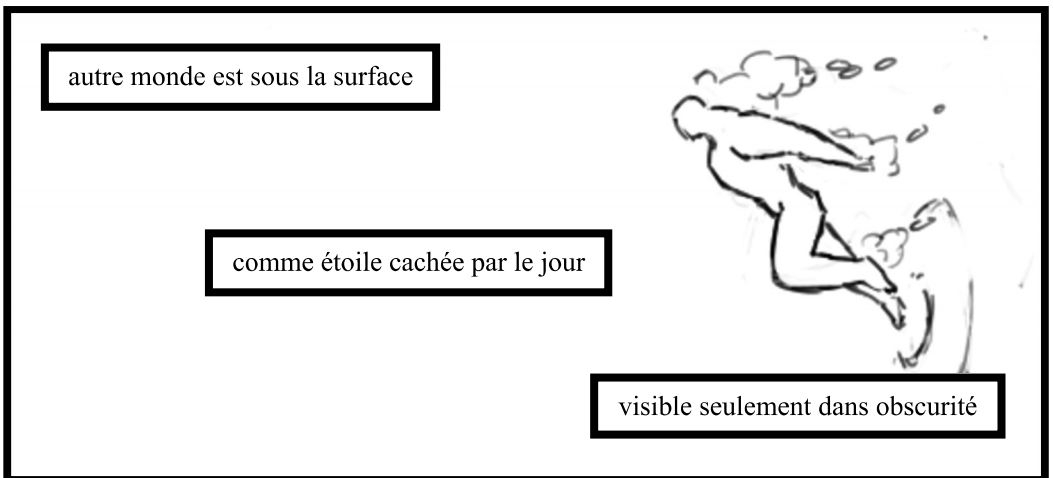 autre monde est sous la surface
comme étoile cachée par le jour
visible seulement dans obscurité